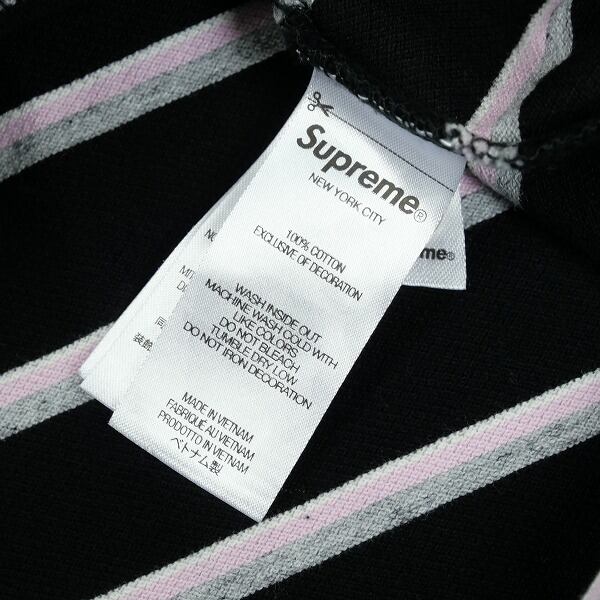 Supreme®
NEW YORK CITY
100% COTTON
EXCLUSIVE OF DECORATION
WASH INSIDE OUT
MACHINE WASH COLD WITH
LIKE COLORS
DO NOT BLEACH
TUMBLE DRY LOW
DO NOT IRON DECORATION
MADE IN VIETNAM
FABRIQUÉ AU VIETNAM
PRODOTTO IN VIETNAM
ベトナム製
reme®